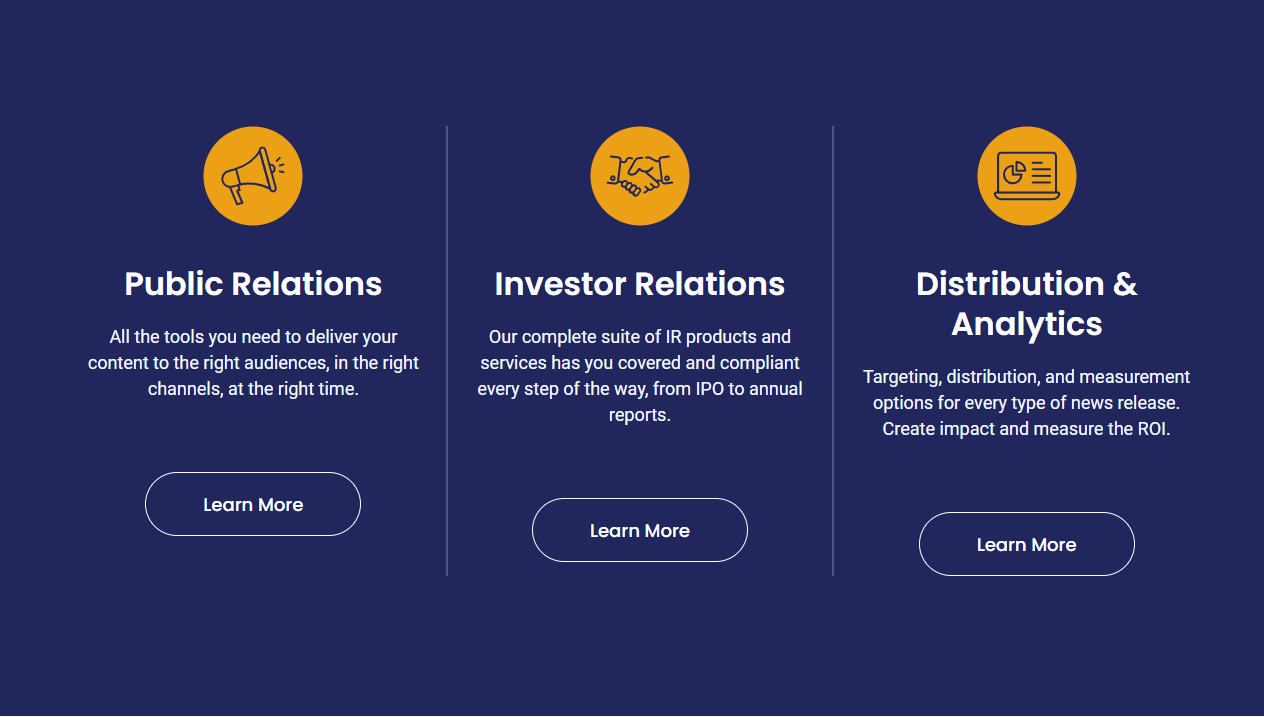 Public Relations
All the tools you need to deliver your
content to the right audiences, in the right
channels, at the right time.
Learn More
Investor Relations
Our complete suite of IR products and
services has you covered and compliant
every step of the way, from IPO to annual
reports.
Learn More
Distribution &
Analytics
Targeting, distribution, and measurement
options for every type of news release.
Create impact and measure the ROI.
Learn More